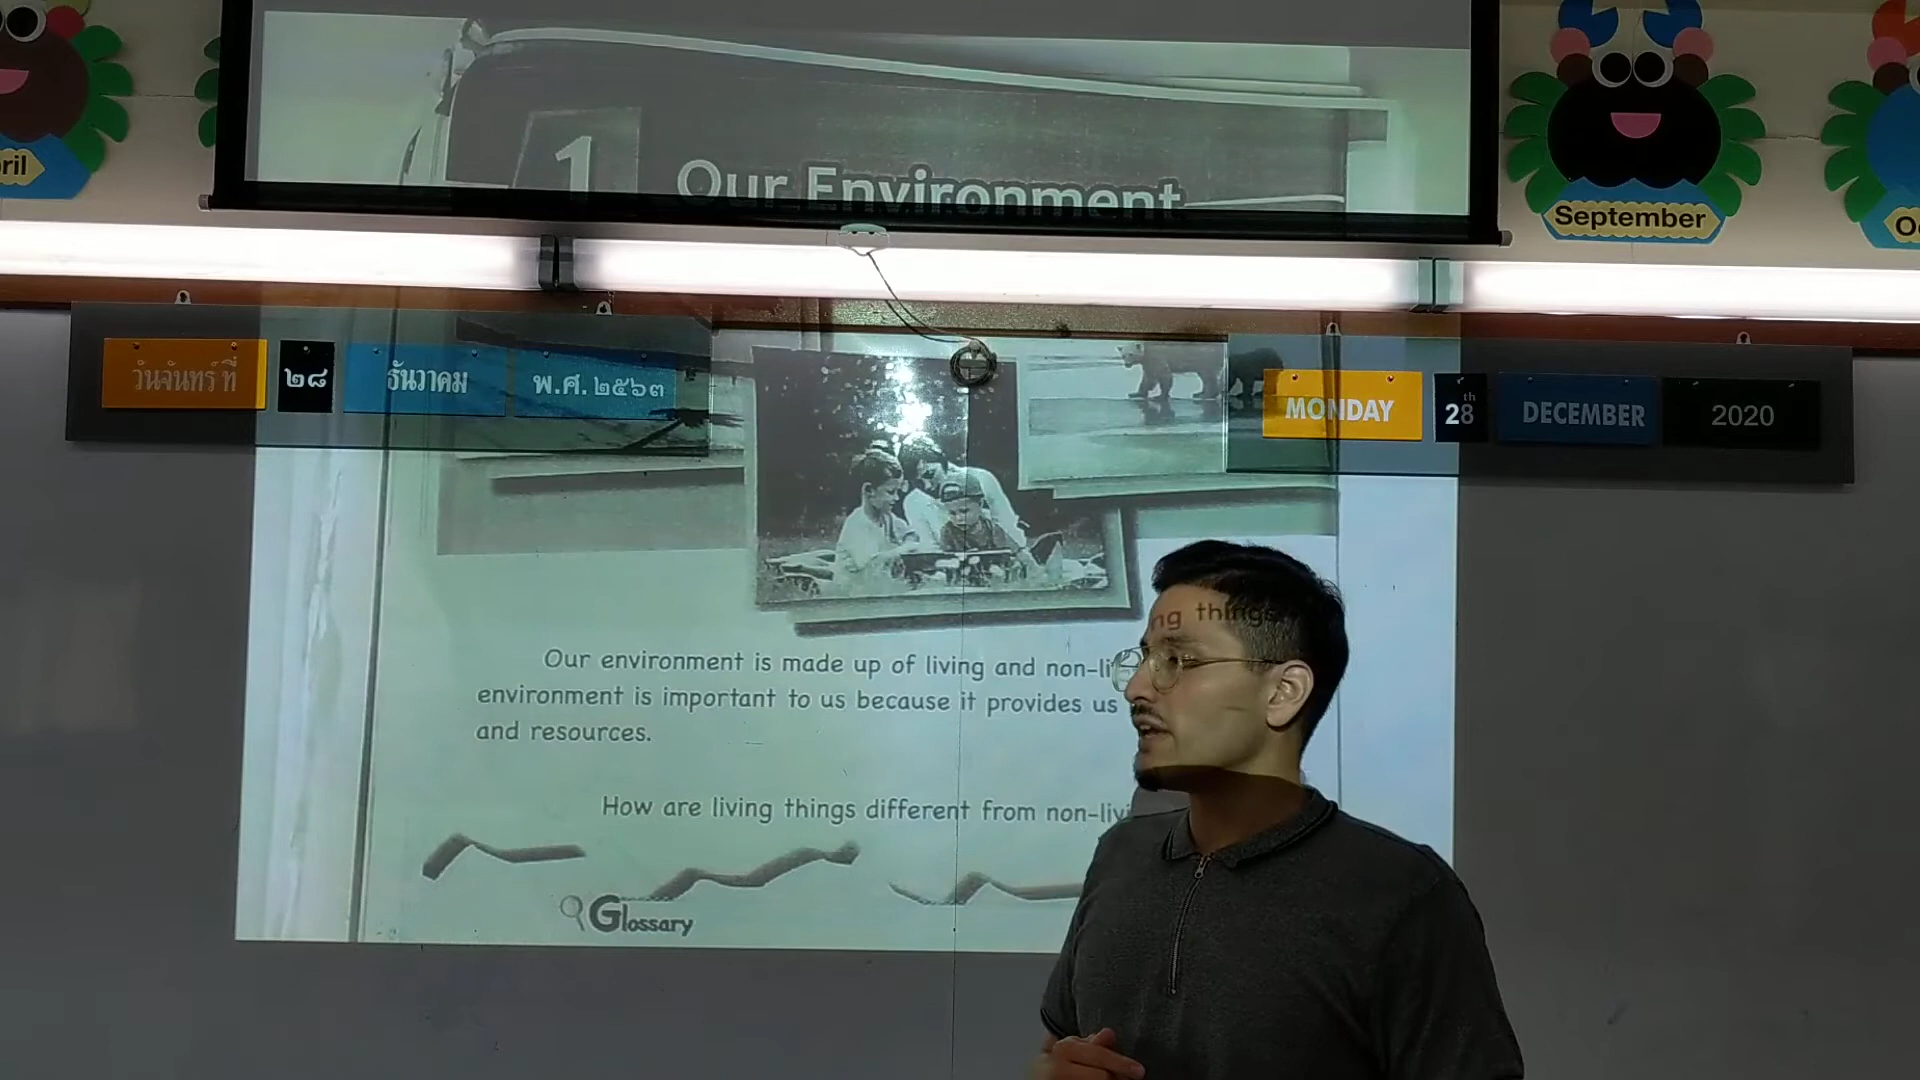 1 Our Environment
September
วันจันทร์ ที่ ๒๘ ธันวาคม พ.ศ. ๒๕๖๓
MONDAY 28th DECEMBER 2020
Our environment is made up of living and non-li
ng things
environment is important to us because it provides us
and resources.
How are living things different from non-livi
Glossary